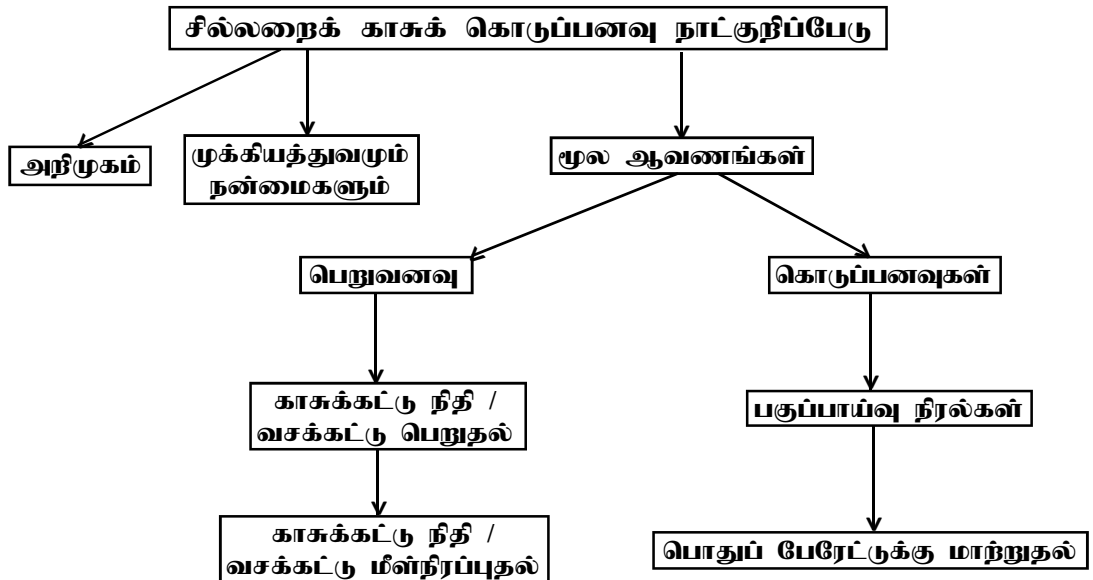 சில்லறைக் காசுக் கொடுப்பனவு நாட்குறிப்பேடு
அறிமுகம்
முக்கியத்துவமும்
நன்மைகளும்
மூல ஆவணங்கள்
பெறுவனவு
கொடுப்பனவுகள்
காசுக்கட்டு நிதி /
வசக்கட்டு பெறுதல்
பகுப்பாய்வு நிரல்கள்
காசுக்கட்டு நிதி /
வசக்கட்டு மீள்நிரப்புதல்
பொதுப் பேரேட்டுக்கு மாற்றுதல்